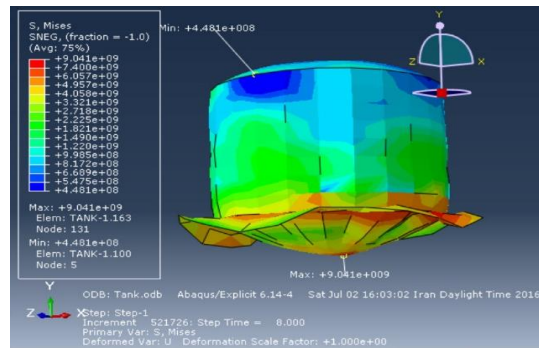 S, Mises
SNEG, (fraction = -1.0)
(Avg: 75%)
+9.041e+09
+7.400e+09
+6.057e+09
+4.957e+09
+4.058e+09
+3.321e+09
+2.718e+09
+2.225e+09
+1.821e+09
+1.490e+09
+1.220e+09
+9.985e+08
+8.172e+08
+6.689e+08
+5.475e+08
+4.481e+08
Max: +9.041e+09
Elem: TANK-1.163
Node: 131
Min: +4.481e+08
Elem: TANK-1.100
Node: 5
Min: +4.481e+008
Y
Z
X
Max: +9.041e+009
Y
Z
X
ODB: Tank.odb Abaqus/Explicit 6.14-4 Sat Jul 02 16:03:02 Iran Daylight Time 2016
Step: Step-1
Increment 521726: Step Time = 8.000
Primary Var: S, Mises
Deformed Var: U Deformation Scale Factor: +1.000e+00